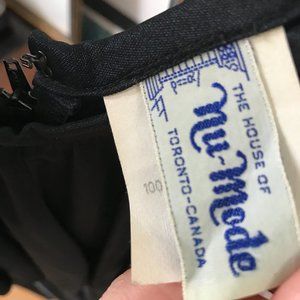 THE HOUSE OF
nu-mode
TORONTO-CANADA
100